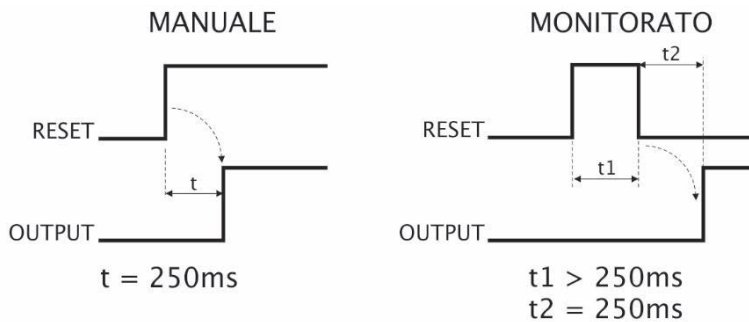 MANUALE
RESET
t
OUTPUT
t = 250ms
MONITORATO
t2
RESET
t1
OUTPUT
t1 > 250ms
t2 = 250ms